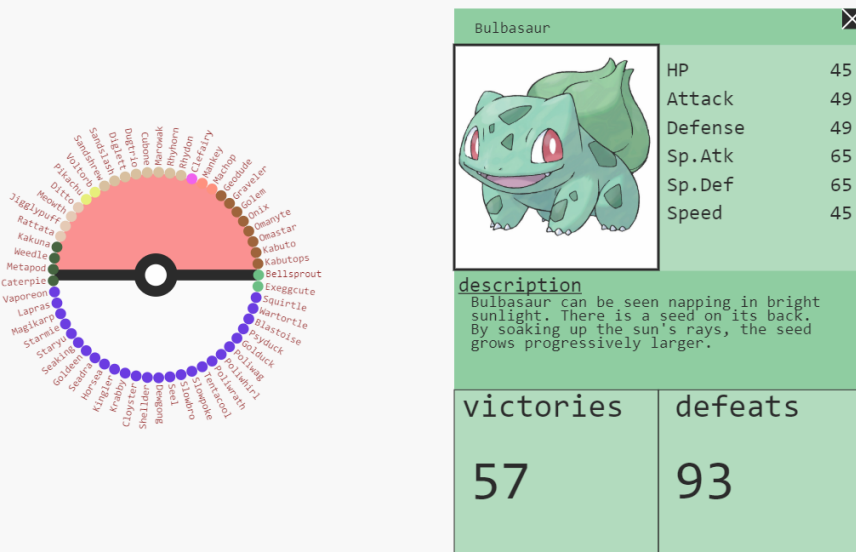 Bulbasaur
HP 45
Attack 49
Defense 49
Sp.Atk 65
Sp.Def 65
Speed 45
description
Bulbasaur can be seen napping in bright
sunlight. There is a seed on its back.
By soaking up the sun's rays, the seed
grows progressively larger.
victories
57
defeats
93
Caterpie
Metapod
Weedle
Kakuna
Rattata
Jigglypuff
Meowth
Ditto
Pikachu
Voltorb
Sandshrew
Sandslash
Diglett
Dugtrio
Cubone
Marowak
Rhyhorn
Rhydon
Clefairy
Mankey
Machop
Geodude
Graveler
Golem
Onix
Omanyte
Omastar
Kabuto
Kabutops
Bellsprout
Exeggcute
Squirtle
Wartortle
Blastoise
Psyduck
Golduck
Poliwag
Poliwhirl
Poliwrath
Tentacool
Slowpoke
Slowbro
Seel
Dewgong
Shellder
Cloyster
Krabby
Kingler
Horsea
Seadra
Goldeen
Seaking
Staryu
Starmie
Magikarp
Lapras
Vaporeon